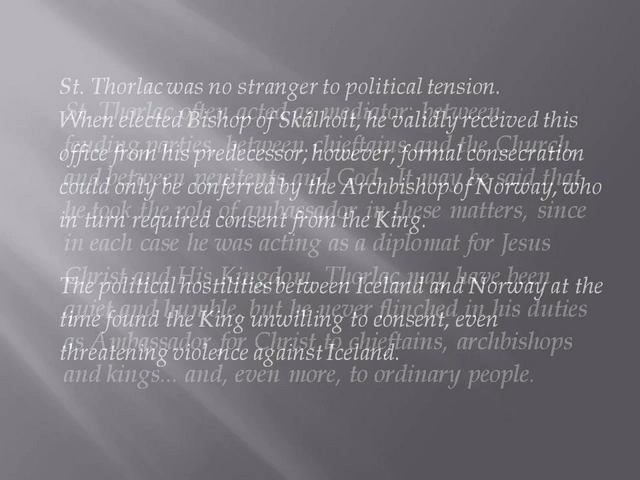 St. Thorlac was no stranger to political tension.
When elected Bishop of Skálholt, he validly received this
office from his predecessor; however, formal consecration
could only be conferred by the Archbishop of Norway, who
in turn required consent from the King.
The political hostilities between Iceland and Norway at the
time found the King unwilling to consent, even
threatening violence against Iceland.
St. Thorlac often acted as mediator: between
feuding parties, between chieftains and the Church,
and between penitents and God. It may be said that
he took the role of ambassador in these matters, since
in each case he was acting as a diplomat for Jesus
Christ and His Kingdom. Thorlac may have been
quiet and humble, but he never flinched in his duties
as Ambassador for Christ to chieftains, archbishops
and kings... and, even more, to ordinary people.